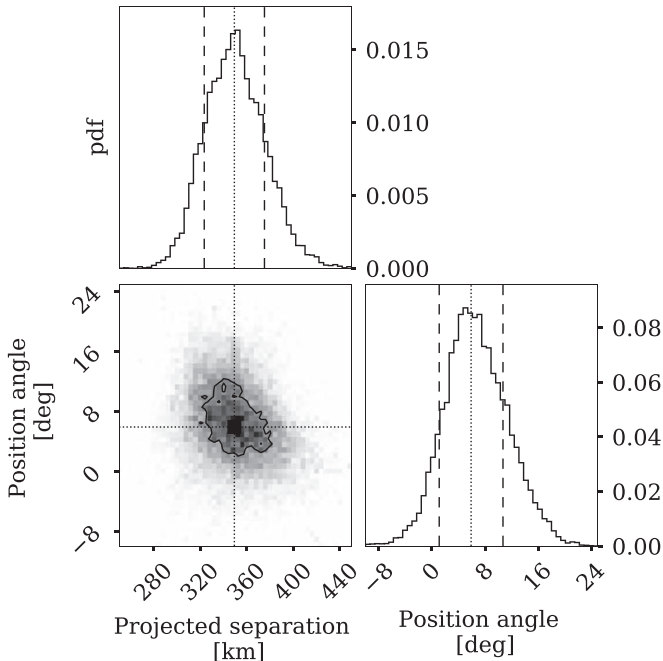 pdf
0.015
0.010
0.005
0.000
Position angle
[deg]
24
16
8
0
−8
0.08
0.06
0.04
0.02
0.00
280 320 360 400 440
Projected separation
[km]
−8 0 8 16 24
Position angle
[deg]